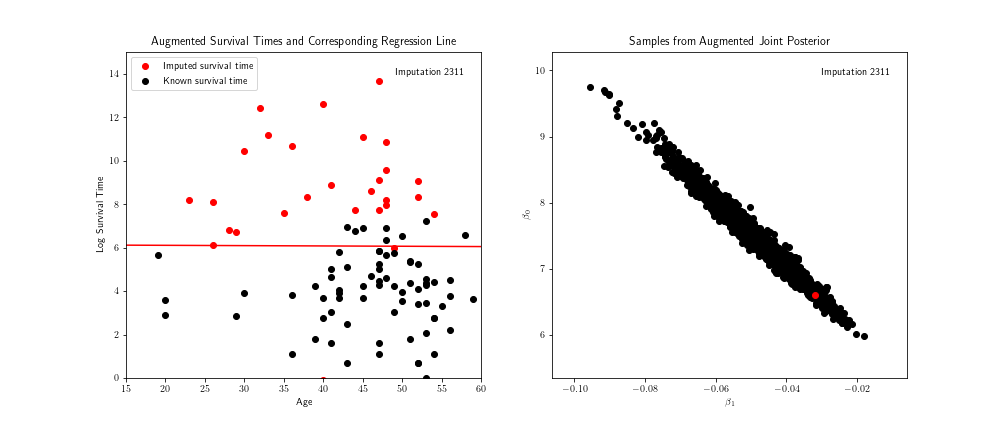 Augmented Survival Times and Corresponding Regression Line
Imputed survival time
Known survival time
Imputation 2311
Log Survival Time
14
12
10
8
6
4
2
0
15 20 25 30 35 40 45 50 55 60
Age
Samples from Augmented Joint Posterior
Imputation 2311
β₀
10
9
8
7
6
−0.10 −0.08 −0.06 −0.04 −0.02
β₁